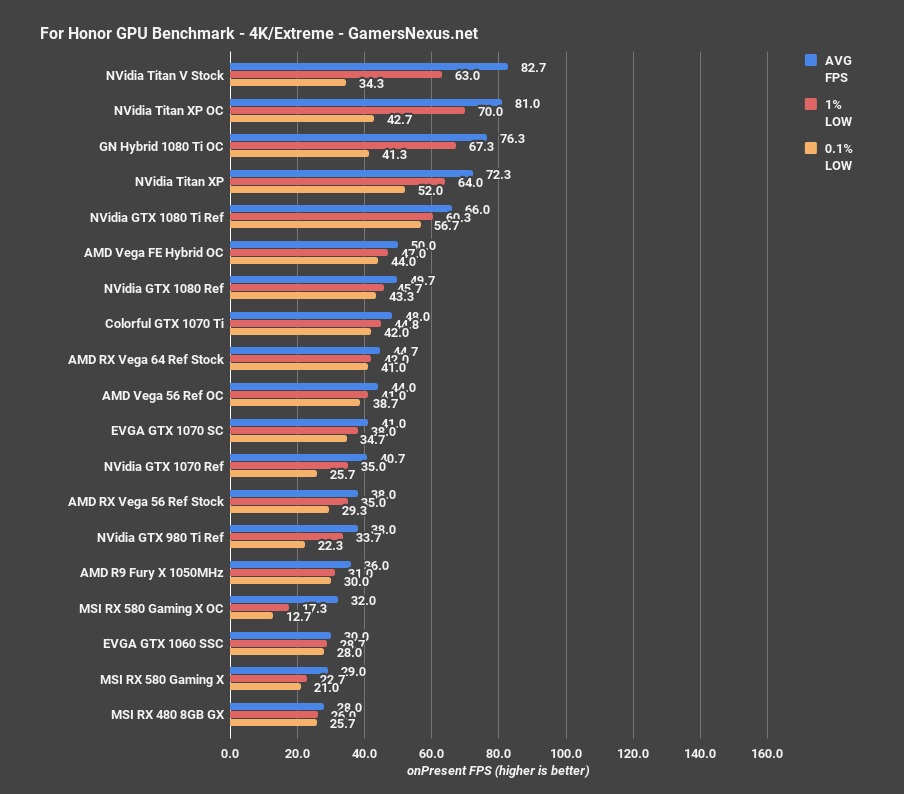 For Honor GPU Benchmark - 4K/Extreme - GamersNexus.net
AVG
FPS
1%
LOW
0.1%
LOW
NVidia Titan V Stock
82.7
63.0
34.3
NVidia Titan XP OC
81.0
70.0
42.7
GN Hybrid 1080 Ti OC
76.3
67.3
41.3
NVidia Titan XP
72.3
64.0
52.0
NVidia GTX 1080 Ti Ref
66.0
60.3
56.7
AMD Vega FE Hybrid OC
50.0
47.0
44.0
NVidia GTX 1080 Ref
49.7
45.7
43.3
Colorful GTX 1070 Ti
48.0
44.8
42.0
AMD RX Vega 64 Ref Stock
44.7
42.0
41.0
AMD Vega 56 Ref OC
44.0
41.0
38.7
EVGA GTX 1070 SC
41.0
38.0
34.7
NVidia GTX 1070 Ref
40.7
35.0
25.7
AMD RX Vega 56 Ref Stock
38.0
35.0
29.3
NVidia GTX 980 Ti Ref
38.0
33.7
22.3
AMD R9 Fury X 1050MHz
36.0
31.0
30.0
MSI RX 580 Gaming X OC
32.0
17.3
12.7
EVGA GTX 1060 SSC
30.0
28.7
28.0
MSI RX 580 Gaming X
29.0
22.7
21.0
MSI RX 480 8GB GX
28.0
26.0
25.7
0.0 20.0 40.0 60.0 80.0 100.0 120.0 140.0 160.0
onPresent FPS (higher is better)